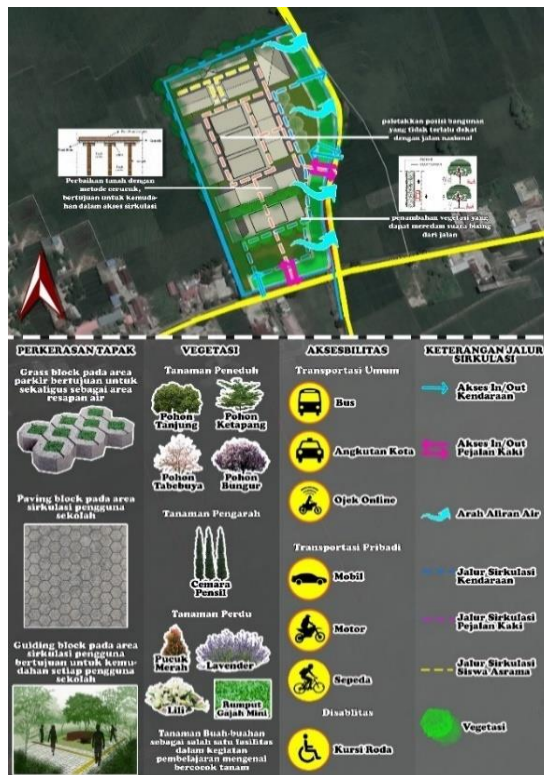 peletakkan posisi bangunan
yang tidak terlalu dekat
dengan jalan nasional
Perbaikan tanah dengan
metode cerucuk,
bertujuan untuk kemuda-
han dalam akses sirkulasi
penambahan vegetasi yang
dapat meredam suara bising
dari jalan
PERKERASAN TAPAK
Grass block pada area
parkir bertujuan untuk
sekaligus sebagai area
resapan air
Paving block pada area
sirkulasi pengguna
sekolah
Guiding block pada area
sirkulasi pengguna
bertujuan untuk kemu-
dahan setiap pengguna
sekolah
VEGETASI
Tanaman Peneduh
Pohon
Tanjung
Pohon
Ketapang
Pohon
Tabebuya
Pohon
Bungur
Tanaman Pengarah
Cemara
Pensil
Tanaman Perdu
Pucuk
Merah
Lavender
Lili
Rumput
Gajah Mini
Tanaman Buah-buahan
sebagai salah satu fasilitas
dalam kegiatan
pembelajaran mengenai
bercocok tanam
AKSESBILITAS
Transportasi Umum
Bus
Angkutan Kota
Ojek Online
Transportasi Pribadi
Mobil
Motor
Sepeda
Disablitas
Kursi Roda
KETERANGAN JALUR
SIRKULASI
Akses In/Out
Kendaraan
Akses In/Out
Pejalan Kaki
Arah Aliran Air
Jalur Sirkulasi
Kendaraan
Jalur Sirkulasi
Pejalan Kaki
Jalur Sirkulasi
Siswa Asrama
Vegetasi